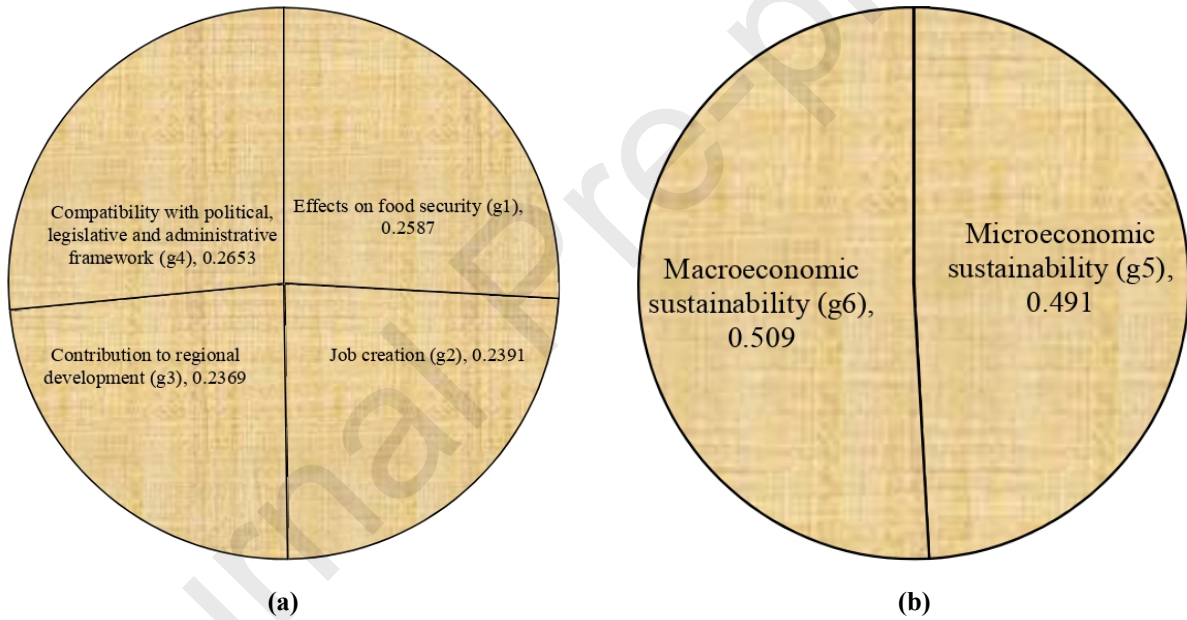 Compatibility with political,
legislative and administrative
framework (g4), 0.2653
Effects on food security (g1),
0.2587
Contribution to regional
development (g3), 0.2369
Job creation (g2), 0.2391
(a)
Macroeconomic
sustainability (g6),
0.509
Microeconomic
sustainability (g5),
0.491
(b)
urnal Pre-p